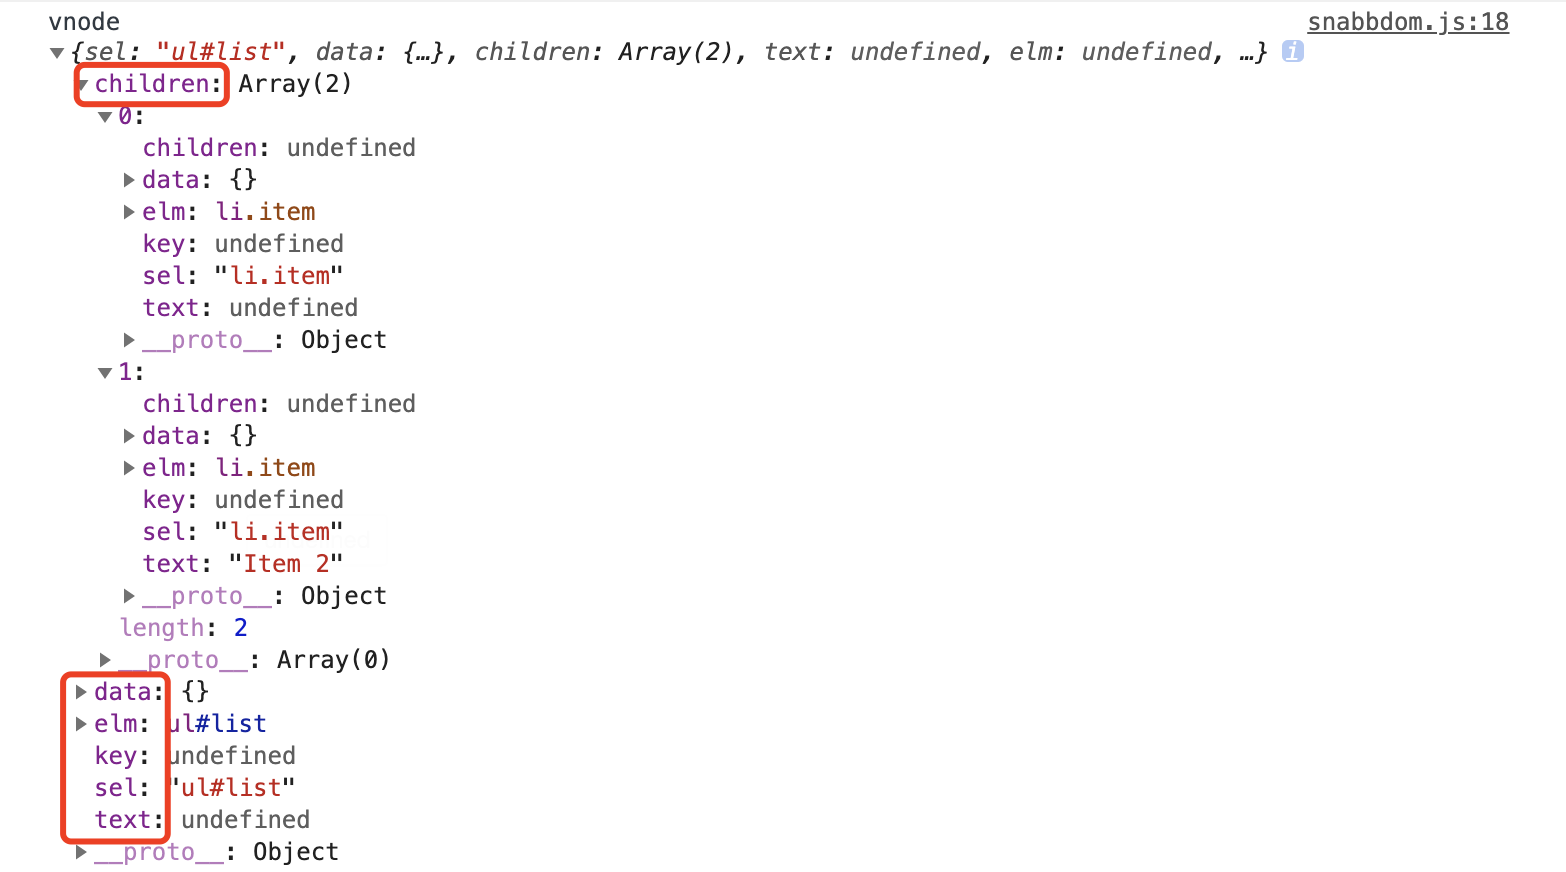 vnode snabbdom.js:18
▼{sel: "ul#list", data: {…}, children: Array(2), text: undefined, elm: undefined, …} i
▼children: Array(2)
▼0:
children: undefined
▶data: {}
▶elm: li.item
key: undefined
sel: "li.item"
text: undefined
▶__proto__: Object
▼1:
children: undefined
▶data: {}
▶elm: li.item
key: undefined
sel: "li.item"
text: "Item 2"
▶__proto__: Object
length: 2
▶__proto__: Array(0)
▶data: {}
▶elm: ul#list
key: undefined
sel: "ul#list"
text: undefined
▶__proto__: Object